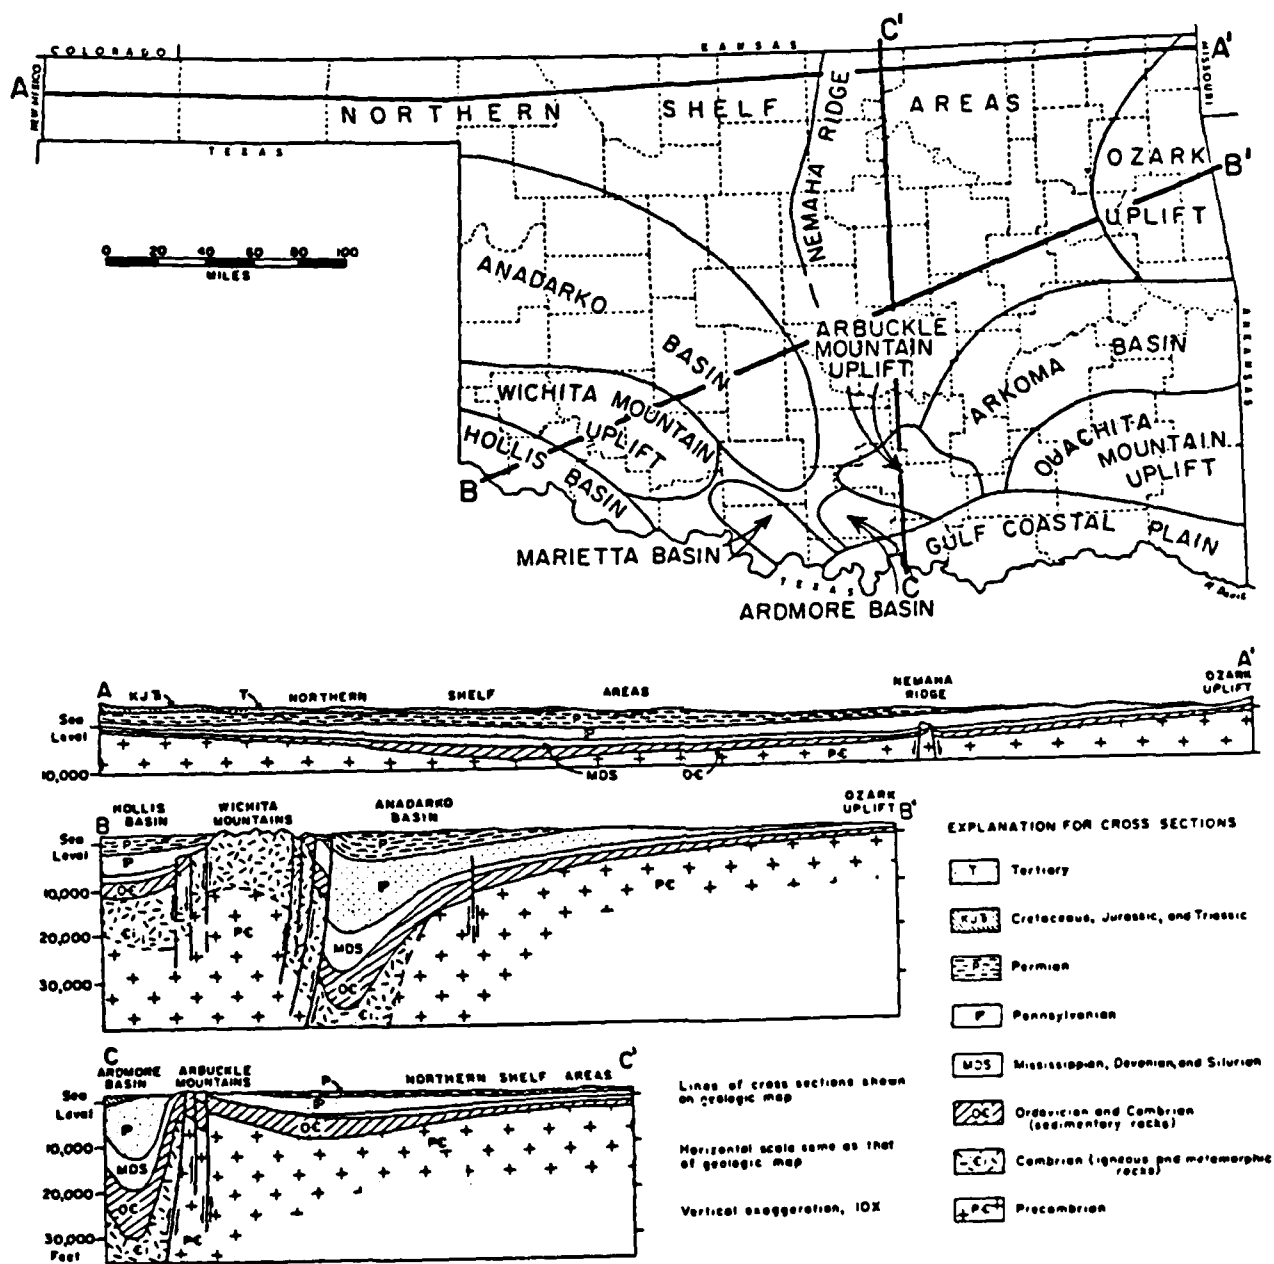 C'
COLORADO
KANSAS
A
A'
NEW MEXICO
MISSOURI
NORTHERN SHELF AREAS
NEMAHA RIDGE
TEXAS
OZARK
UPLIFT
B'
0 20 40 60 80 100
MILES
ANADARKO
BASIN
ARBUCKLE
MOUNTAIN
UPLIFT
ARKANSAS
ARKOMA BASIN
WICHITA MOUNTAIN
UPLIFT
HOLLIS BASIN
B
OUACHITA
MOUNTAIN
UPLIFT
GULF COASTAL PLAIN
MARIETTA BASIN
TEXAS
C
ARDMORE BASIN
A
A'
KJT̄
T
NORTHERN SHELF AREAS
NEMAHA
RIDGE
OZARK
UPLIFT
Sea
Level
P
P
10,000
MDS
OC
PC
HOLLIS
BASIN
WICHITA
MOUNTAINS
ANADARKO
BASIN
OZARK
UPLIFT
B
B'
Sea
Level
P
P
P
P
OC
10,000
PC
Ci
PC
20,000
MDS
30,000
OC
Ci
C
C'
ARDMORE
BASIN
ARBUCKLE
MOUNTAINS
P
NORTHERN SHELF AREAS
Sea
Level
P
P
OC
10,000
PC
MDS
20,000
OC
30,000
Feet
Ci
PC
Lines of cross sections shown
on geologic map
Horizontal scale same as that
of geologic map
Vertical exaggeration, 10X
EXPLANATION FOR CROSS SECTIONS
T Tertiary
KJT̄ Cretaceous, Jurassic, and Triassic
P Permian
P Pennsylvanian
MDS Mississippian, Devonian, and Silurian
OC Ordovician and Cambrian
(sedimentary rocks)
Ci Cambrian (igneous and metamorphic
rocks)
PC Precambrian